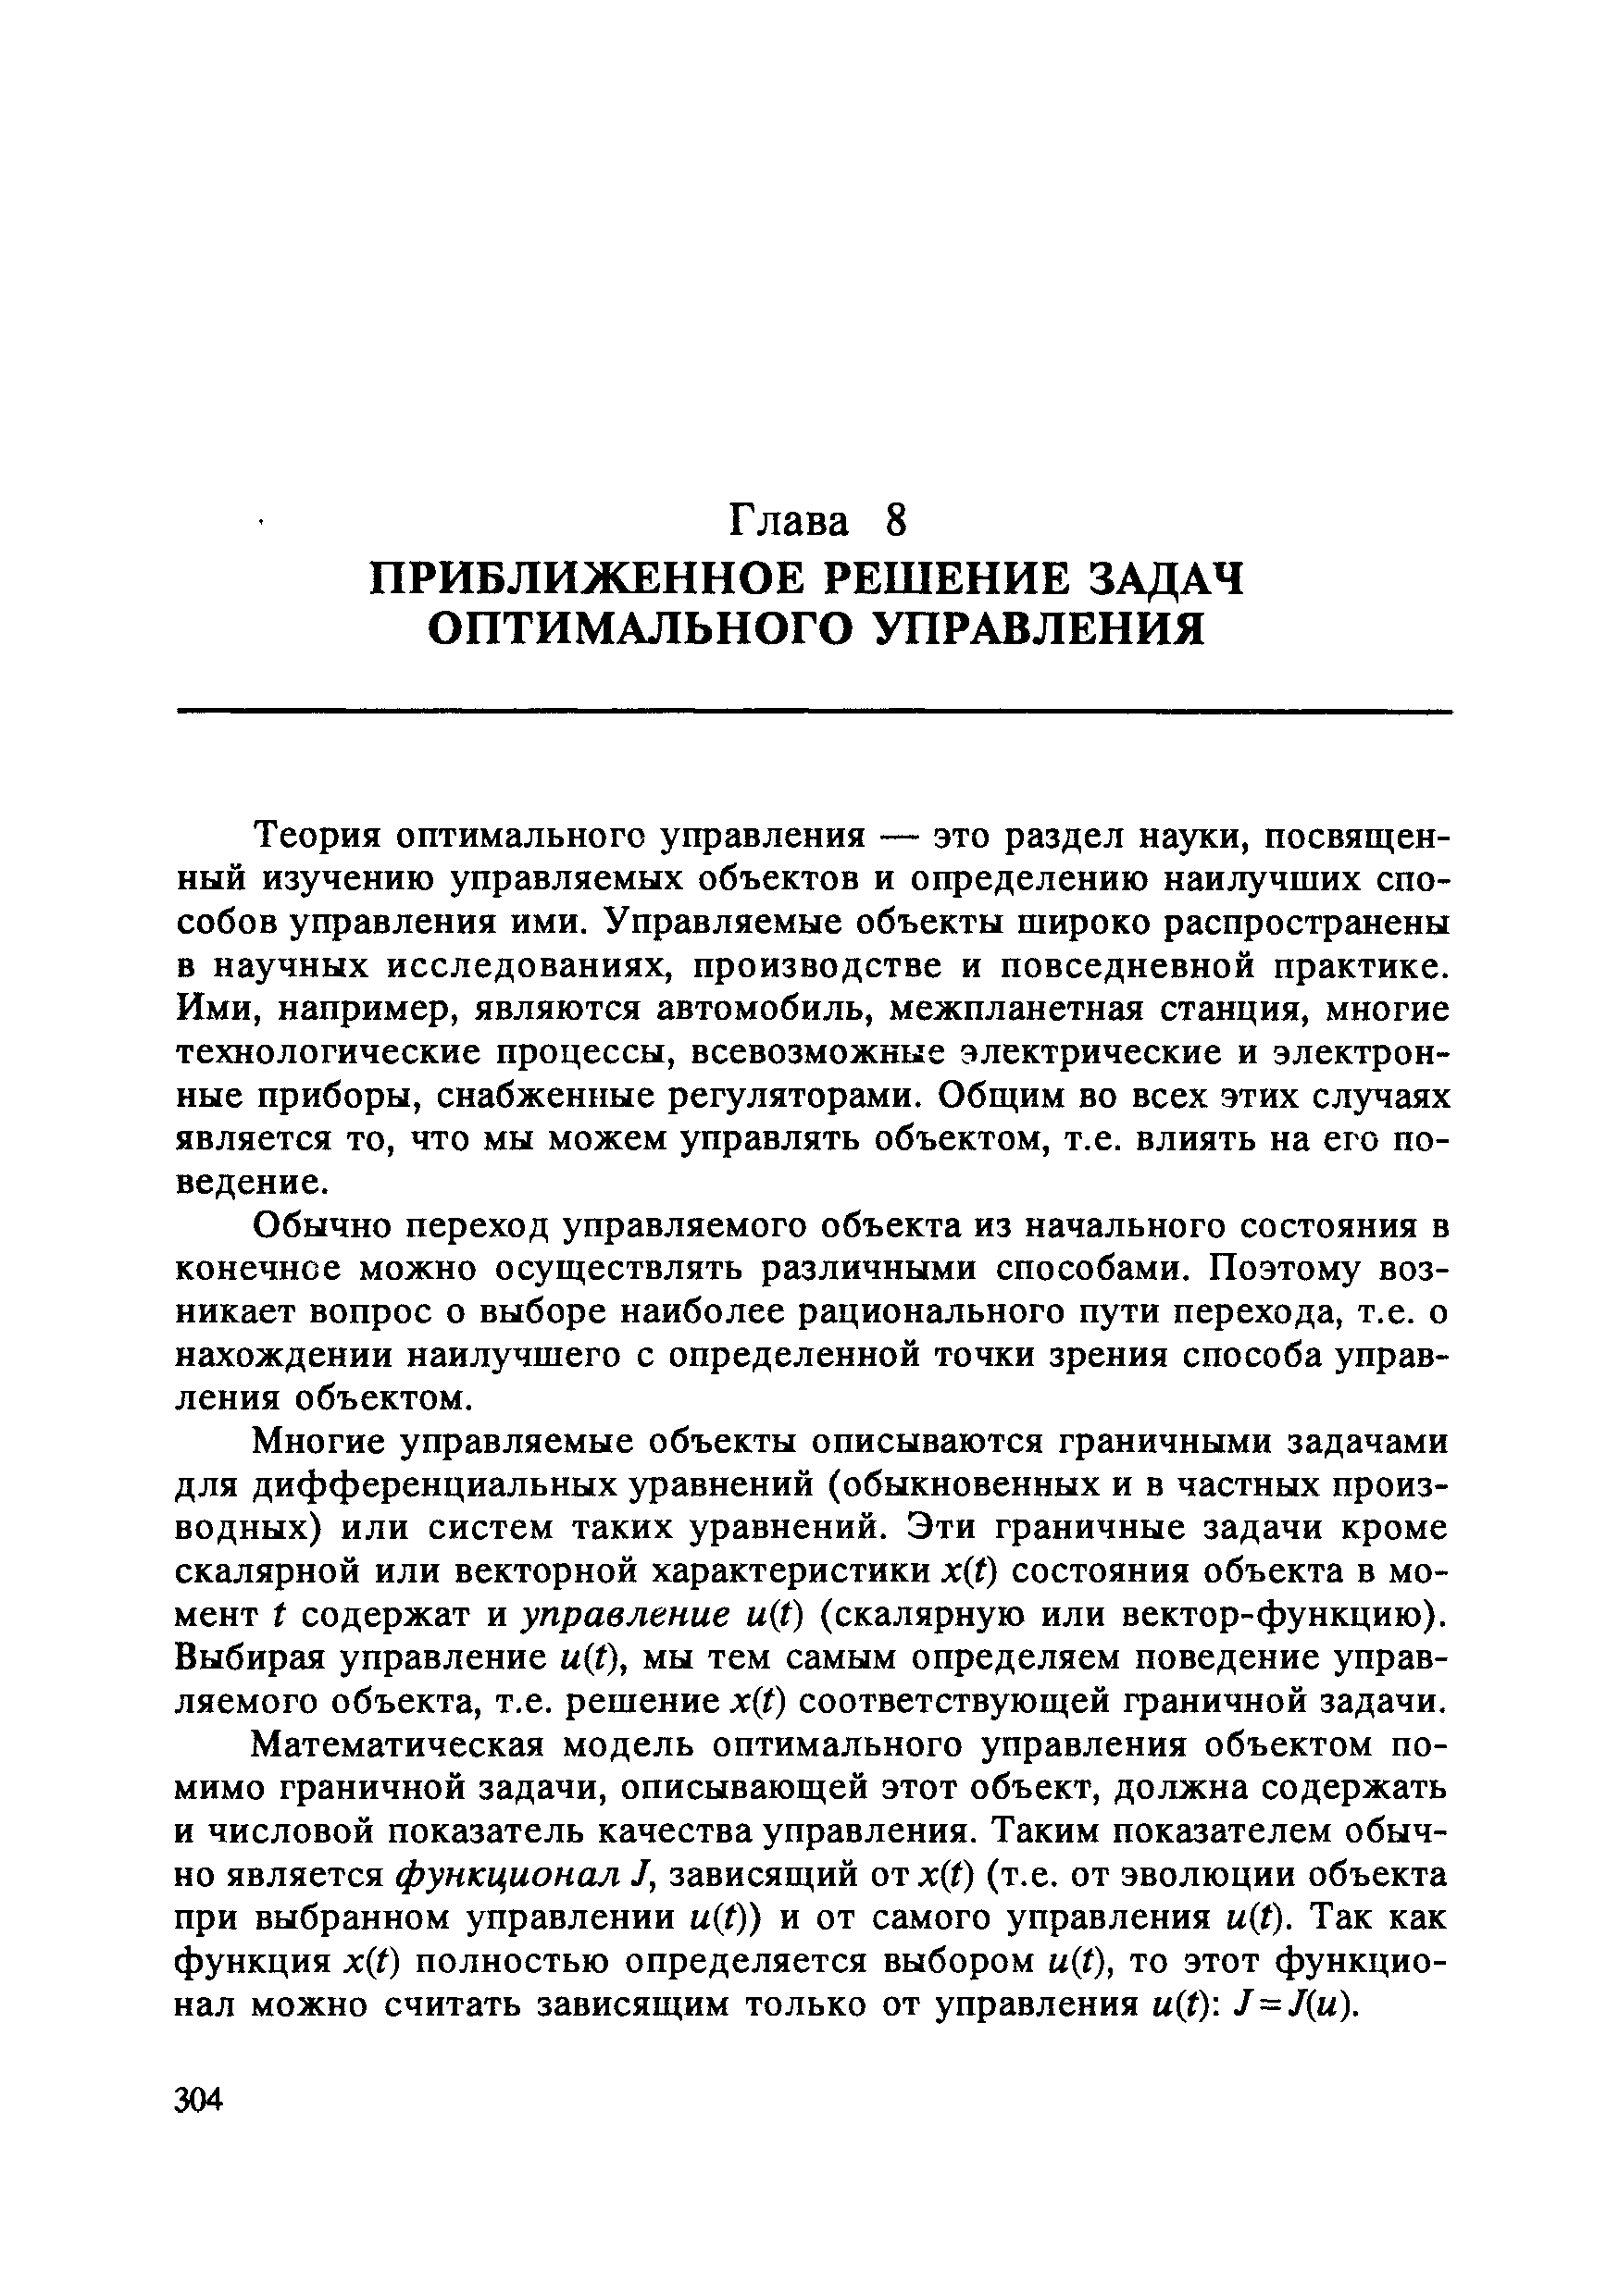 Глава 8
ПРИБЛИЖЕННОЕ РЕШЕНИЕ ЗАДАЧ
ОПТИМАЛЬНОГО УПРАВЛЕНИЯ
Теория оптимального управления — это раздел науки, посвящен-
ный изучению управляемых объектов и определению наилучших спо-
собов управления ими. Управляемые объекты широко распространены
в научных исследованиях, производстве и повседневной практике.
Ими, например, являются автомобиль, межпланетная станция, многие
технологические процессы, всевозможные электрические и электрон-
ные приборы, снабженные регуляторами. Общим во всех этих случаях
является то, что мы можем управлять объектом, т.е. влиять на его по-
ведение.
Обычно переход управляемого объекта из начального состояния в
конечное можно осуществлять различными способами. Поэтому воз-
никает вопрос о выборе наиболее рационального пути перехода, т.е. о
нахождении наилучшего с определенной точки зрения способа управ-
ления объектом.
Многие управляемые объекты описываются граничными задачами
для дифференциальных уравнений (обыкновенных и в частных произ-
водных) или систем таких уравнений. Эти граничные задачи кроме
скалярной или векторной характеристики x(t) состояния объекта в мо-
мент t содержат и управление u(t) (скалярную или вектор-функцию).
Выбирая управление u(t), мы тем самым определяем поведение управ-
ляемого объекта, т.е. решение x(t) соответствующей граничной задачи.
Математическая модель оптимального управления объектом по-
мимо граничной задачи, описывающей этот объект, должна содержать
и числовой показатель качества управления. Таким показателем обыч-
но является функционал J, зависящий от x(t) (т.е. от эволюции объекта
при выбранном управлении u(t)) и от самого управления u(t). Так как
функция x(t) полностью определяется выбором u(t), то этот функцио-
нал можно считать зависящим только от управления u(t): J = J(u).
304